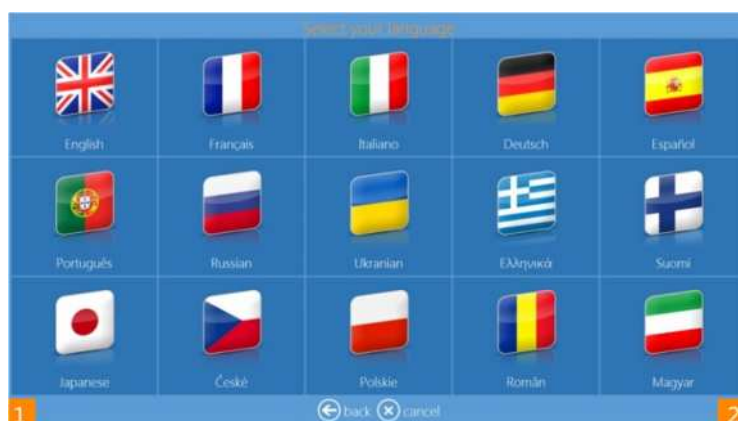 Select your language
English Français Italiano Deutsch Español
Português Russian Ukranian Ελληνικά Suomi
Japanese České Polskie Român Magyar
1 back cancel 2